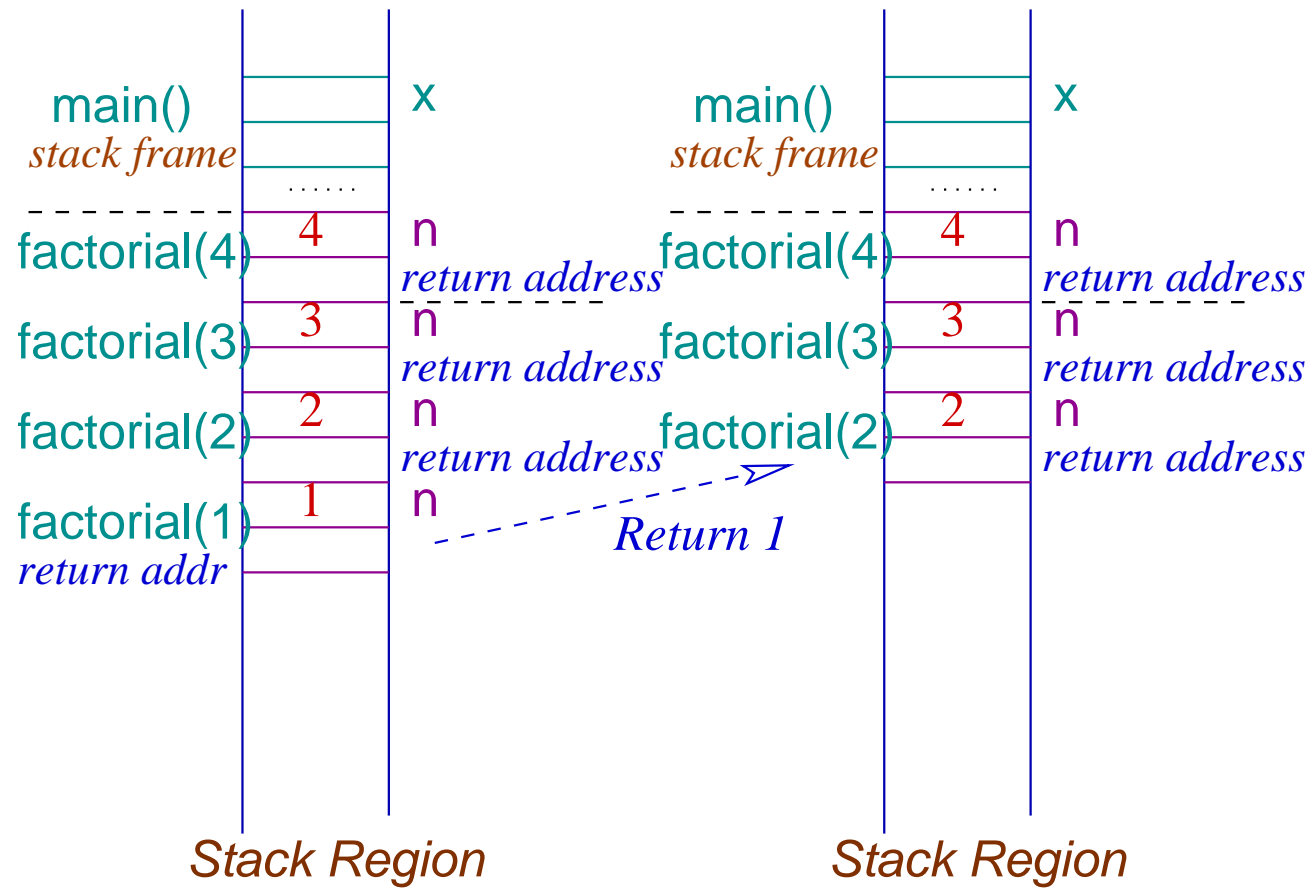 main()
x
stack frame
......
factorial(4)
4
n
return address
factorial(3)
3
n
return address
factorial(2)
2
n
return address
factorial(1)
1
n
return addr
Return 1
Stack Region
main()
x
stack frame
......
factorial(4)
4
n
return address
factorial(3)
3
n
return address
factorial(2)
2
n
return address
Stack Region